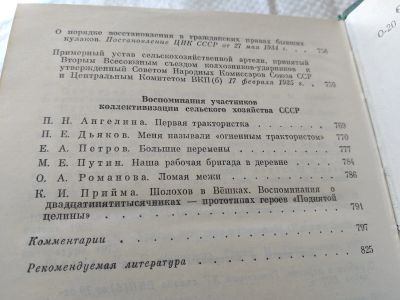 О порядке восстановления в гражданских правах бывших
кулаков. Постановление ЦИК СССР от 27 мая 1934 г. . . . 758
Примерный устав сельскохозяйственной артели, принятый
Вторым Всесоюзным съездом колхозников-ударников и
утвержденный Советом Народных Комиссаров Союза ССР
и Центральным Комитетом ВКП(б) 17 февраля 1935 г. . . . 759
Воспоминания участников
коллективизации сельского хозяйства СССР
П. Н. Ангелина. Первая трактористка . . . . . . 769
П. Е. Дьяков. Меня называли «огненным трактористом» 770
Е. А. Петров. Большие перемены . . . . . . 777
М. Е. Путин. Наша рабочая бригада в деревне . . . . 784
О. А. Романова. Ломая межи . . . . . . 786
К. И. Прийма. Шолохов в Вёшках. Воспоминания о
двадцатипятитысячниках — прототипах героев «Поднятой
целины» . . . . . . 791
Комментарии . . . . . . 797
Рекомендуемая литература . . . . . . 825
О-20